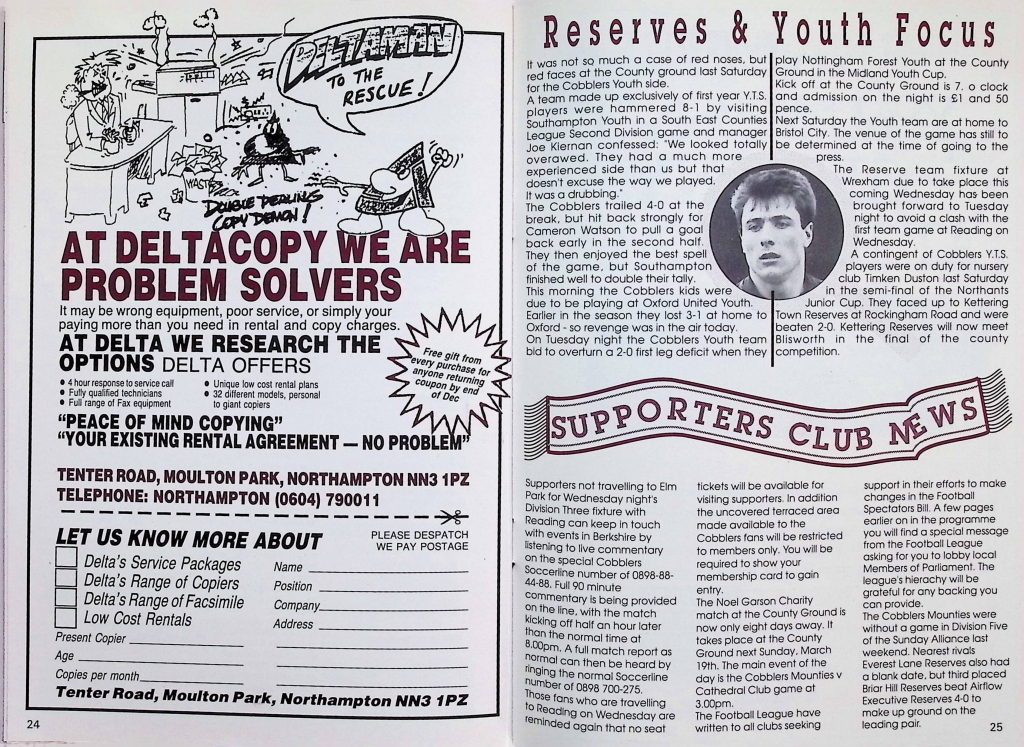 DELTAMAN
TO THE
RESCUE!
WASTE
DOUBLE DEALING
COPY DEMON!
AT DELTACOPY WE ARE
PROBLEM SOLVERS
It may be wrong equipment, poor service, or simply your
paying more than you need in rental and copy charges.
AT DELTA WE RESEARCH THE
OPTIONS DELTA OFFERS
● 4 hour response to service call
● Fully qualified technicians
● Full range of Fax equipment
● Unique low cost rental plans
● 32 different models, personal
to giant copiers
Free gift from
every purchase for
anyone returning
coupon by end
of Dec
"PEACE OF MIND COPYING"
"YOUR EXISTING RENTAL AGREEMENT — NO PROBLEM"
TENTER ROAD, MOULTON PARK, NORTHAMPTON NN3 1PZ
TELEPHONE: NORTHAMPTON (0604) 790011
LET US KNOW MORE ABOUT
PLEASE DESPATCH
WE PAY POSTAGE
Delta's Service Packages
Delta's Range of Copiers
Delta's Range of Facsimile
Low Cost Rentals
Present Copier
Age
Copies per month
Name
Position
Company
Address
Tenter Road, Moulton Park, Northampton NN3 1PZ
24
Reserves & Youth Focus
It was not so much a case of red noses, but
red faces at the County ground last Saturday
for the Cobblers Youth side.
A team made up exclusively of first year Y.T.S.
players were hammered 8-1 by visiting
Southampton Youth in a South East Counties
League Second Division game and manager
Joe Kiernan confessed: "We looked totally
overawed. They had a much more
experienced side than us but that
doesn't excuse the way we played.
It was a drubbing."
The Cobblers trailed 4-0 at the
break, but hit back strongly for
Cameron Watson to pull a goal
back early in the second half.
They then enjoyed the best spell
of the game, but Southampton
finished well to double their tally.
This morning the Cobblers kids were
due to be playing at Oxford United Youth.
Earlier in the season they lost 3-1 at home to
Oxford - so revenge was in the air today.
On Tuesday night the Cobblers Youth team
bid to overturn a 2-0 first leg deficit when they
play Nottingham Forest Youth at the County
Ground in the Midland Youth Cup.
Kick off at the County Ground is 7. o clock
and admission on the night is £1 and 50
pence.
Next Saturday the Youth team are at home to
Bristol City. The venue of the game has still to
be determined at the time of going to the
press.
The Reserve team fixture at
Wrexham due to take place this
coming Wednesday has been
brought forward to Tuesday
night to avoid a clash with the
first team game at Reading on
Wednesday.
A contingent of Cobblers Y.T.S.
players were on duty for nursery
club Timken Duston last Saturday
in the semi-final of the Northants
Junior Cup. They faced up to Kettering
Town Reserves at Rockingham Road and were
beaten 2-0. Kettering Reserves will now meet
Blisworth in the final of the county
competition.
SUPPORTERS CLUB NEWS
Supporters not travelling to Elm
Park for Wednesday night's
Division Three fixture with
Reading can keep in touch
with events in Berkshire by
listening to live commentary
on the special Cobblers
Soccerline number of 0898-88-
44-88. Full 90 minute
commentary is being provided
on the line, with the match
kicking off half an hour later
than the normal time at
8.00pm. A full match report as
normal can then be heard by
ringing the normal Soccerline
number of 0898 700-275.
Those fans who are travelling
to Reading on Wednesday are
reminded again that no seat
tickets will be available for
visiting supporters. In addition
the uncovered terraced area
made available to the
Cobblers fans will be restricted
to members only. You will be
required to show your
membership card to gain
entry.
The Noel Garson Charity
match at the County Ground is
now only eight days away. It
takes place at the County
Ground next Sunday. March
19th. The main event of the
day is the Cobblers Mounties v
Cathedral Club game at
3.00pm.
The Football League have
written to all clubs seeking
support in their efforts to make
changes in the Football
Spectators Bill. A few pages
earlier on in the programme
you will find a special message
from the Football League
asking for you to lobby local
Members of Parliament. The
league's hierachy will be
grateful for any backing you
can provide.
The Cobblers Mounties were
without a game in Division Five
of the Sunday Alliance last
weekend. Nearest rivals
Everest Lane Reserves also had
a blank date, but third placed
Briar Hill Reserves beat Airflow
Executive Reserves 4-0 to
make up ground on the
leading pair.
25